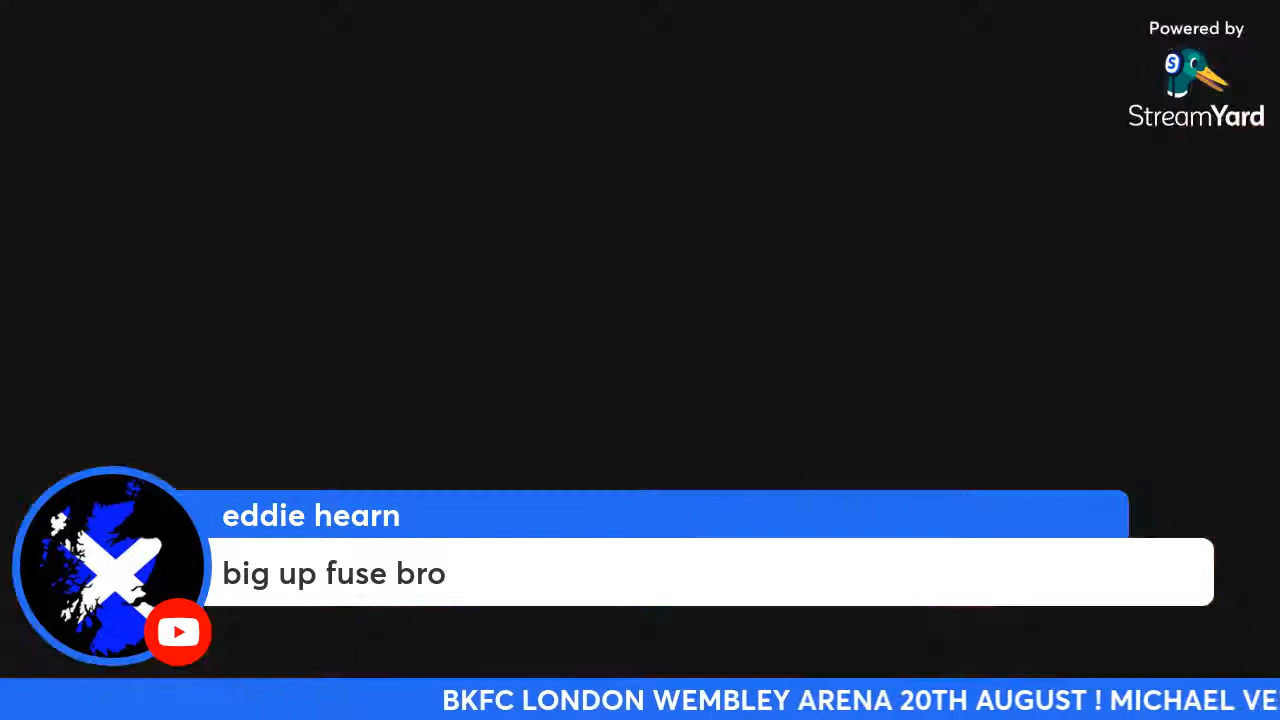 Powered by
S
StreamYard
eddie hearn
big up fuse bro
BKFC LONDON WEMBLEY ARENA 20TH AUGUST ! MICHAEL VE